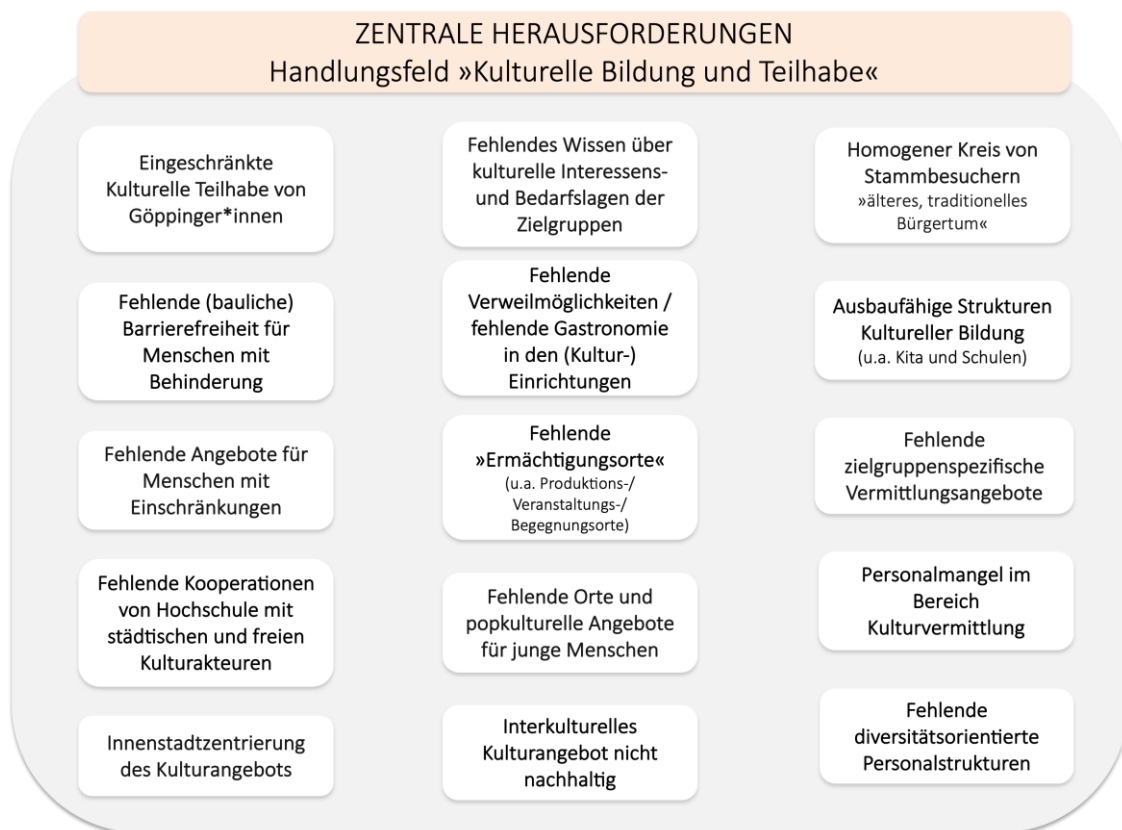 ZENTRALE HERAUSFORDERUNGEN
Handlungsfeld »Kulturelle Bildung und Teilhabe«
Eingeschränkte
Kulturelle Teilhabe von
Göppinger*innen
Fehlendes Wissen über
kulturelle Interessens-
und Bedarfslagen der
Zielgruppen
Homogener Kreis von
Stammbesuchern
»älteres, traditionelles
Bürgertum«
Fehlende (bauliche)
Barrierefreiheit für
Menschen mit
Behinderung
Fehlende
Verweilmöglichkeiten /
fehlende Gastronomie
in den (Kultur-)
Einrichtungen
Ausbaufähige Strukturen
Kultureller Bildung
(u.a. Kita und Schulen)
Fehlende Angebote für
Menschen mit
Einschränkungen
Fehlende
»Ermächtigungsorte«
(u.a. Produktions-/
Veranstaltungs-/
Begegnungsorte)
Fehlende
zielgruppenspezifische
Vermittlungsangebote
Fehlende Kooperationen
von Hochschule mit
städtischen und freien
Kulturakteuren
Fehlende Orte und
popkulturelle Angebote
für junge Menschen
Personalmangel im
Bereich
Kulturvermittlung
Innenstadtzentrierung
des Kulturangebots
Interkulturelles
Kulturangebot nicht
nachhaltig
Fehlende
diversitätsorientierte
Personalstrukturen